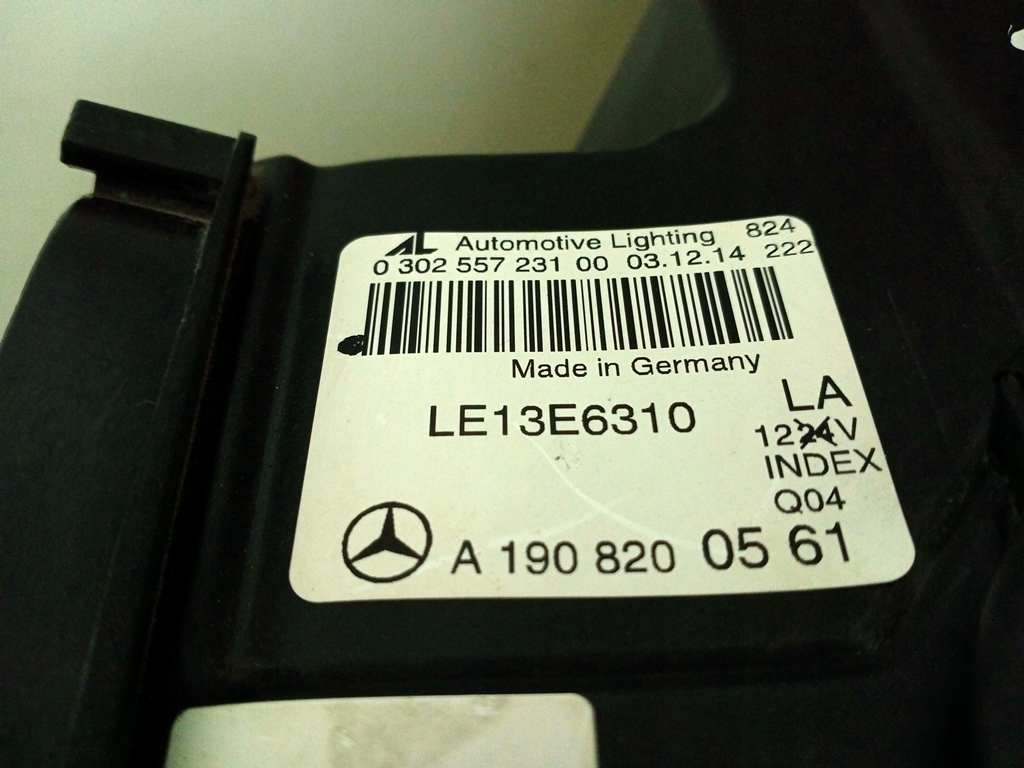 AL Automotive Lighting 824
0 302 557 231 00 03.12.14 222
Made in Germany
LE13E6310
LA
1224V
INDEX
Q04
A 190 820 05 61